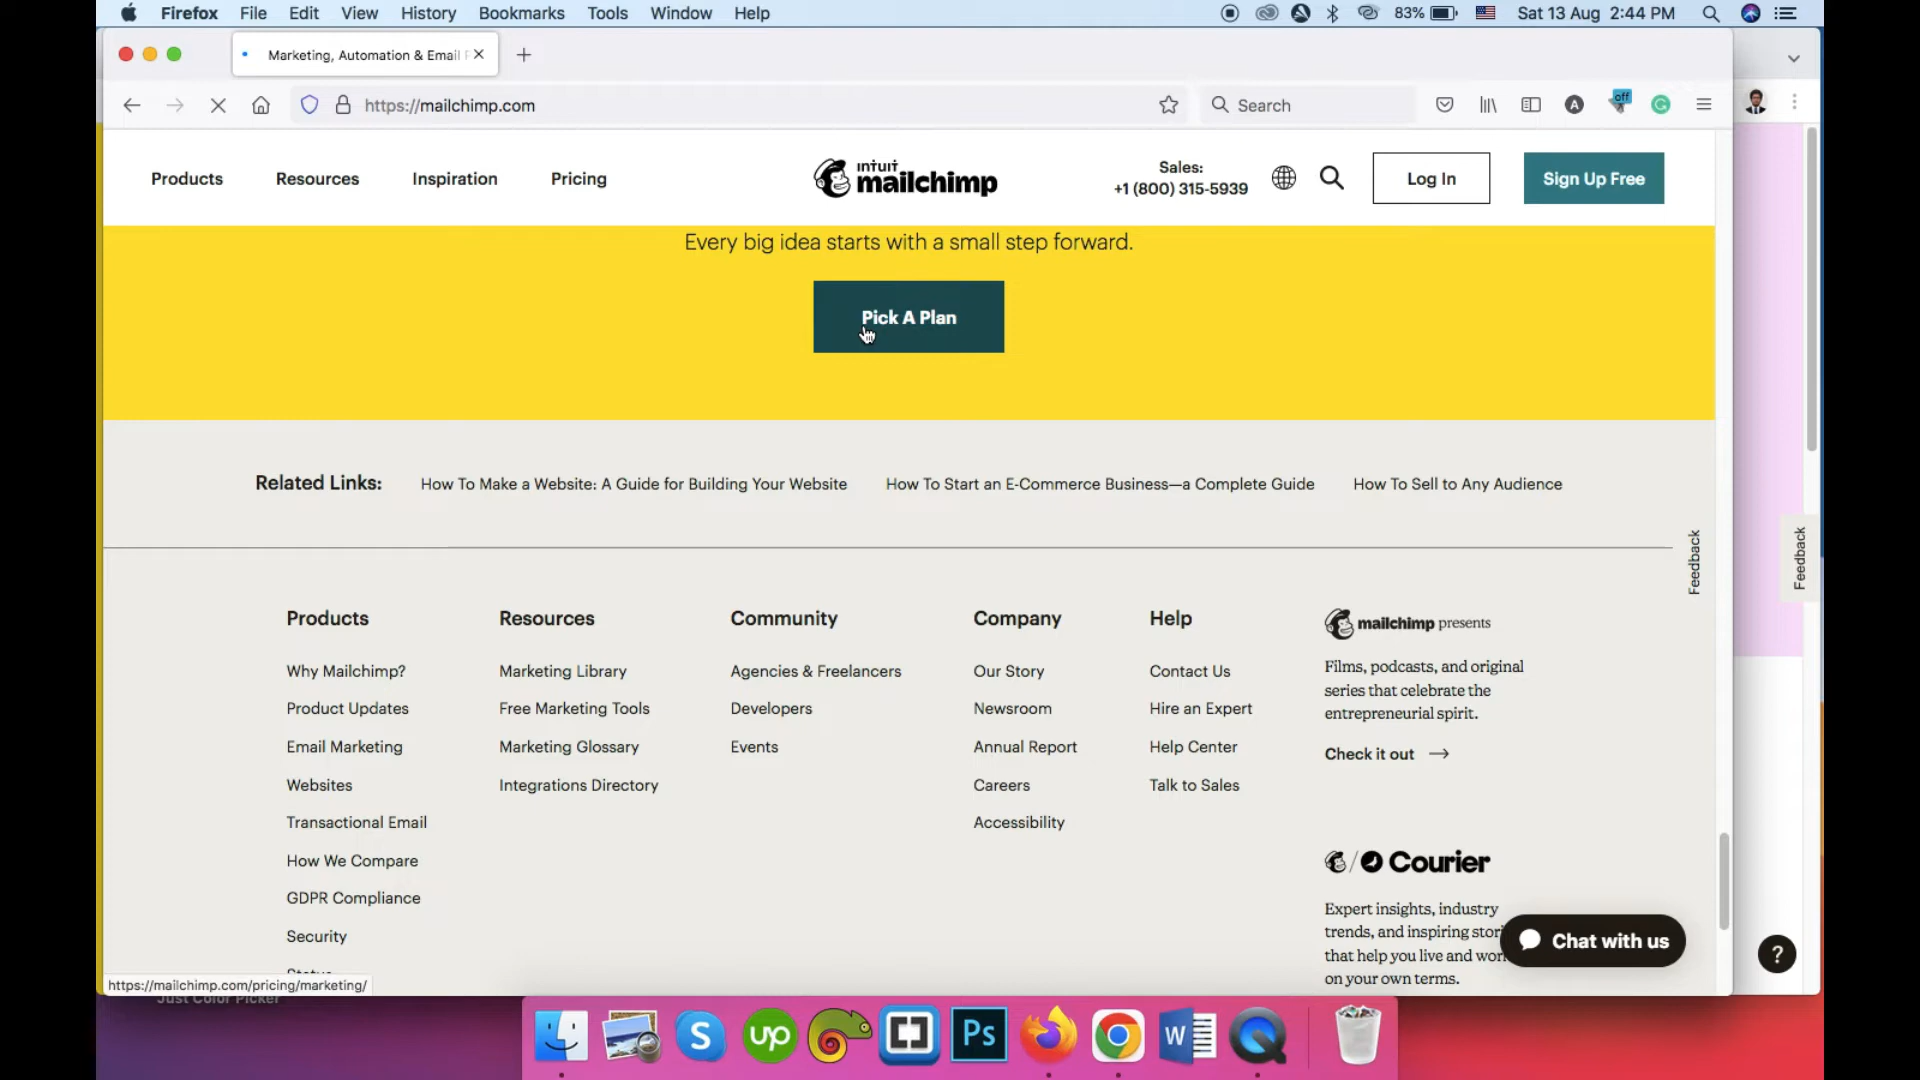 Firefox File Edit View History Bookmarks Tools Window Help 83% Sat 13 Aug 2:44 PM
Marketing, Automation & Email
https://mailchimp.com
Search
A
off
Products Resources Inspiration Pricing
INTUIT
mailchimp
Sales:
+1 (800) 315-5939
Log In
Sign Up Free
Every big idea starts with a small step forward.
Pick A Plan
Related Links: How To Make a Website: A Guide for Building Your Website How To Start an E-Commerce Business—a Complete Guide How To Sell to Any Audience
Feedback
Feedback
Products
Why Mailchimp?
Product Updates
Email Marketing
Websites
Transactional Email
How We Compare
GDPR Compliance
Security
Status
Resources
Marketing Library
Free Marketing Tools
Marketing Glossary
Integrations Directory
Community
Agencies & Freelancers
Developers
Events
Company
Our Story
Newsroom
Annual Report
Careers
Accessibility
Help
Contact Us
Hire an Expert
Help Center
Talk to Sales
mailchimp presents
Films, podcasts, and original
series that celebrate the
entrepreneurial spirit.
Check it out →
/ Courier
Expert insights, industry
trends, and inspiring stori
that help you live and wor
on your own terms.
Chat with us
?
https://mailchimp.com/pricing/marketing/
Just Color Picker
S
up
Ps
W